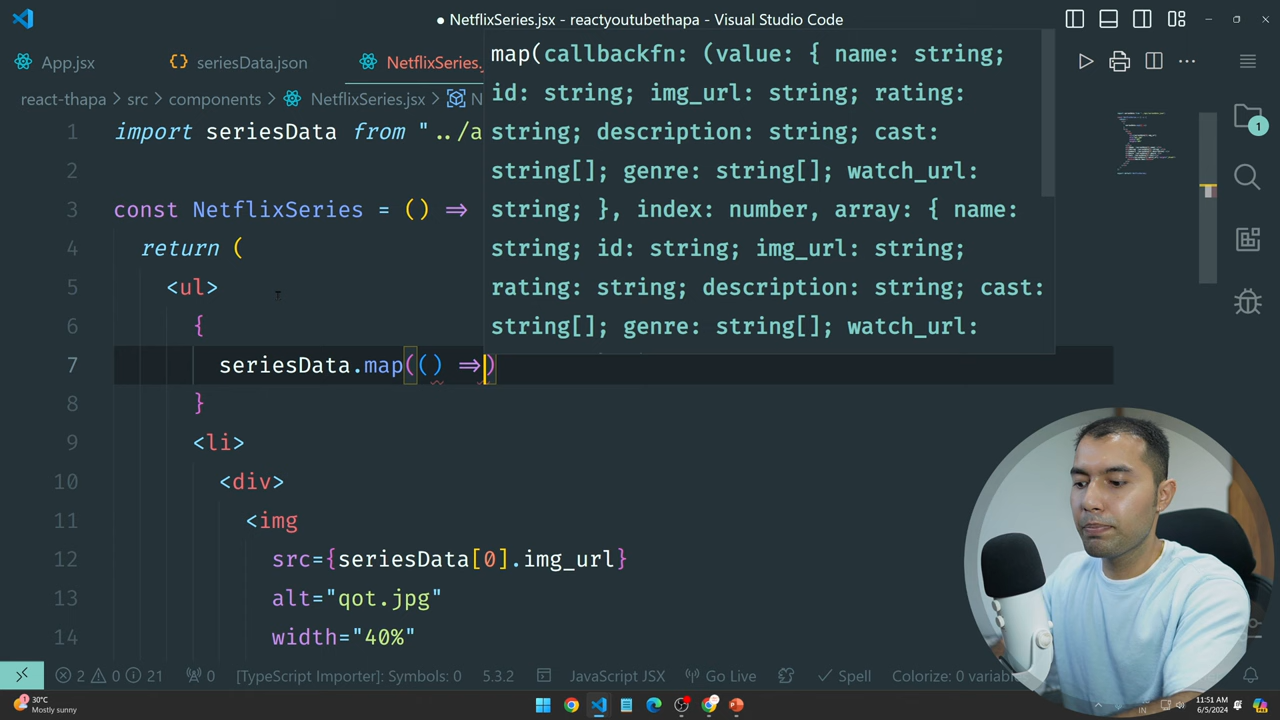 ● NetflixSeries.jsx - reactyoutubethapa - Visual Studio Code
App.jsx
{} seriesData.json
NetflixSeries.
react-thapa > src > components > NetflixSeries.jsx > N
map(callbackfn: (value: { name: string;
id: string; img_url: string; rating:
string; description: string; cast:
string[]; genre: string[]; watch_url:
string; }, index: number, array: { name:
string; id: string; img_url: string;
rating: string; description: string; cast:
string[]; genre: string[]; watch_url:
1 import seriesData from "../a
2
3 const NetflixSeries = () =>
4 return (
5 <ul>
6 {
7 seriesData.map(() =>)
8 }
9 <li>
10 <div>
11 <img
12 src={seriesData[0].img_url}
13 alt="qot.jpg"
14 width="40%"
1
2 0 21 0 [TypeScript Importer]: Symbols: 0 5.3.2 JavaScript JSX Go Live Spell Colorize: 0 variab
30°C
Mostly sunny
IN
11:51 AM
6/5/2024